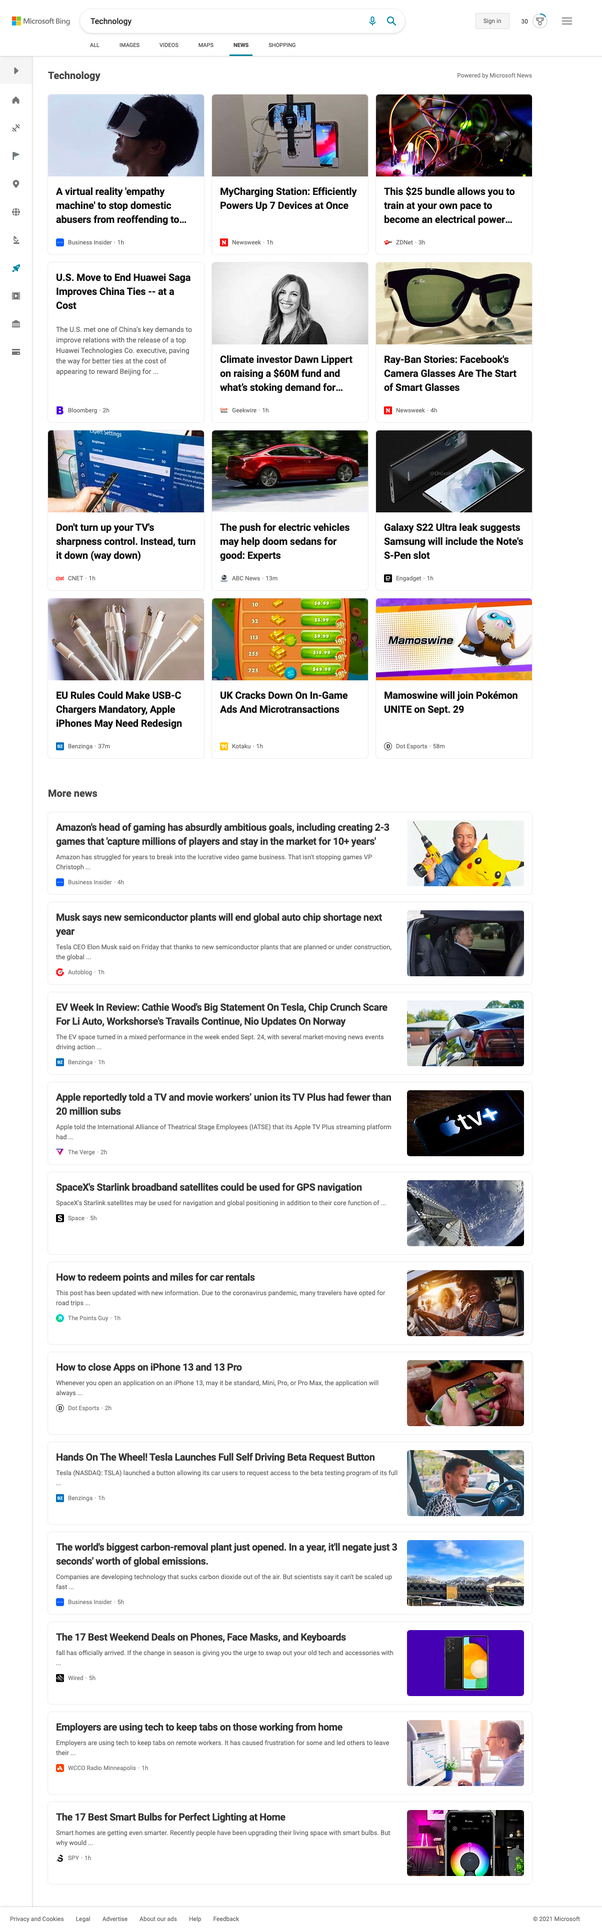 Microsoft Bing
Technology
Sign in
30
ALL
IMAGES
VIDEOS
MAPS
NEWS
SHOPPING
Technology
Powered by Microsoft News
A virtual reality 'empathy
machine' to stop domestic
abusers from reoffending to...
Business Insider · 1h
MyCharging Station: Efficiently
Powers Up 7 Devices at Once
Newsweek · 1h
This $25 bundle allows you to
train at your own pace to
become an electrical power...
ZDNet · 3h
U.S. Move to End Huawei Saga
Improves China Ties -- at a
Cost
The U.S. met one of China's key demands to
improve relations with the release of a top
Huawei Technologies Co. executive, paving
the way for better ties at the cost of
appearing to reward Beijing for ...
Bloomberg · 2h
Climate investor Dawn Lippert
on raising a $60M fund and
what's stoking demand for...
Geekwire · 1h
Ray-Ban Stories: Facebook's
Camera Glasses Are The Start
of Smart Glasses
Newsweek · 4h
Expert Settings
Don't turn up your TV's
sharpness control. Instead, turn
it down (way down)
CNET · 1h
The push for electric vehicles
may help doom sedans for
good: Experts
ABC News · 13m
Galaxy S22 Ultra leak suggests
Samsung will include the Note's
S-Pen slot
Engadget · 1h
EU Rules Could Make USB-C
Chargers Mandatory, Apple
iPhones May Need Redesign
Benzinga · 37m
UK Cracks Down On In-Game
Ads And Microtransactions
Kotaku · 1h
Mamoswine
Mamoswine will join Pokémon
UNITE on Sept. 29
Dot Esports · 58m
More news
Amazon's head of gaming has absurdly ambitious goals, including creating 2-3
games that 'capture millions of players and stay in the market for 10+ years'
Amazon has struggled for years to break into the lucrative video game business. That isn't stopping games VP
Christoph ...
Business Insider · 4h
Musk says new semiconductor plants will end global auto chip shortage next
year
Tesla CEO Elon Musk said on Friday that thanks to new semiconductor plants that are planned or under construction,
the global ...
Autoblog · 1h
EV Week In Review: Cathie Wood's Big Statement On Tesla, Chip Crunch Scare
For Li Auto, Workshorse's Travails Continue, Nio Updates On Norway
The EV space turned in a mixed performance in the week ended Sept. 24, with several market-moving news events
driving action ...
Benzinga · 1h
Apple reportedly told a TV and movie workers' union its TV Plus had fewer than
20 million subs
Apple told the International Alliance of Theatrical Stage Employees (IATSE) that its Apple TV Plus streaming platform
had ...
The Verge · 2h
tv+
SpaceX's Starlink broadband satellites could be used for GPS navigation
SpaceX's Starlink satellites may be used for navigation and global positioning in addition to their core function of ...
Space · 5h
How to redeem points and miles for car rentals
This post has been updated with new information. Due to the coronavirus pandemic, many travelers have opted for
road trips ...
The Points Guy · 1h
How to close Apps on iPhone 13 and 13 Pro
Whenever you open an application on an iPhone 13, may it be standard, Mini, Pro, or Pro Max, the application will
always ...
Dot Esports · 2h
Hands On The Wheel! Tesla Launches Full Self Driving Beta Request Button
Tesla (NASDAQ: TSLA) launched a button allowing its car users to request access to the beta testing program of its full
...
Benzinga · 1h
The world's biggest carbon-removal plant just opened. In a year, it'll negate just 3
seconds' worth of global emissions.
Companies are developing technology that sucks carbon dioxide out of the air. But scientists say it can't be scaled up
fast ...
Business Insider · 5h
The 17 Best Weekend Deals on Phones, Face Masks, and Keyboards
fall has officially arrived. If the change in season is giving you the urge to swap out your old tech and accessories with
...
Wired · 5h
Employers are using tech to keep tabs on those working from home
Employers are using tech to keep tabs on remote workers. It has caused frustration for some and led others to leave
their ...
WCCO Radio Minneapolis · 1h
The 17 Best Smart Bulbs for Perfect Lighting at Home
Smart homes are getting even smarter. Recently people have been upgrading their living space with smart bulbs. But
why would ...
SPY · 1h
Privacy and Cookies
Legal
Advertise
About our ads
Help
Feedback
© 2021 Microsoft